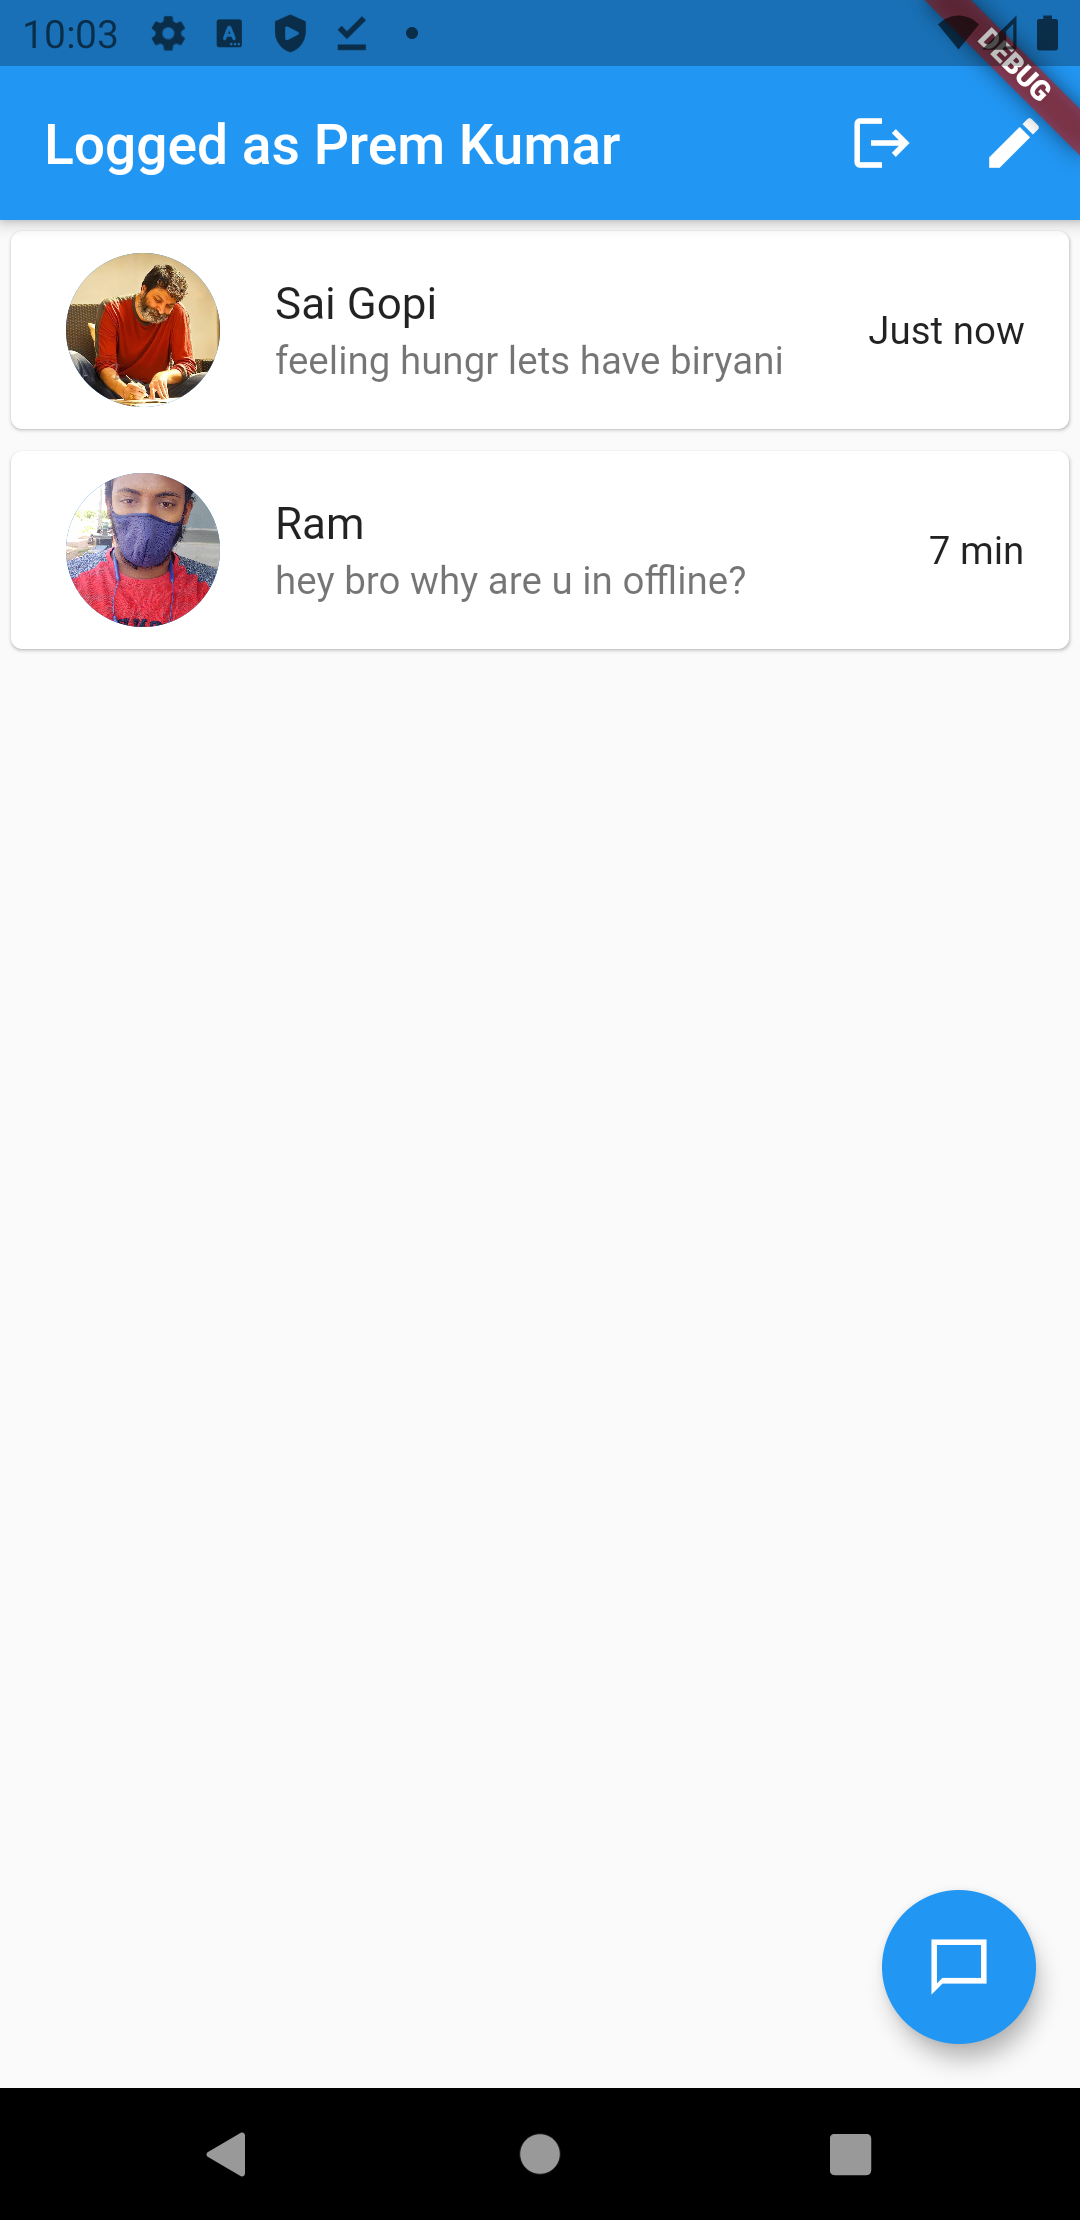 10:03
DEBUG
Logged as Prem Kumar
Sai Gopi
feeling hungr lets have biryani
Just now
Ram
hey bro why are u in offline?
7 min